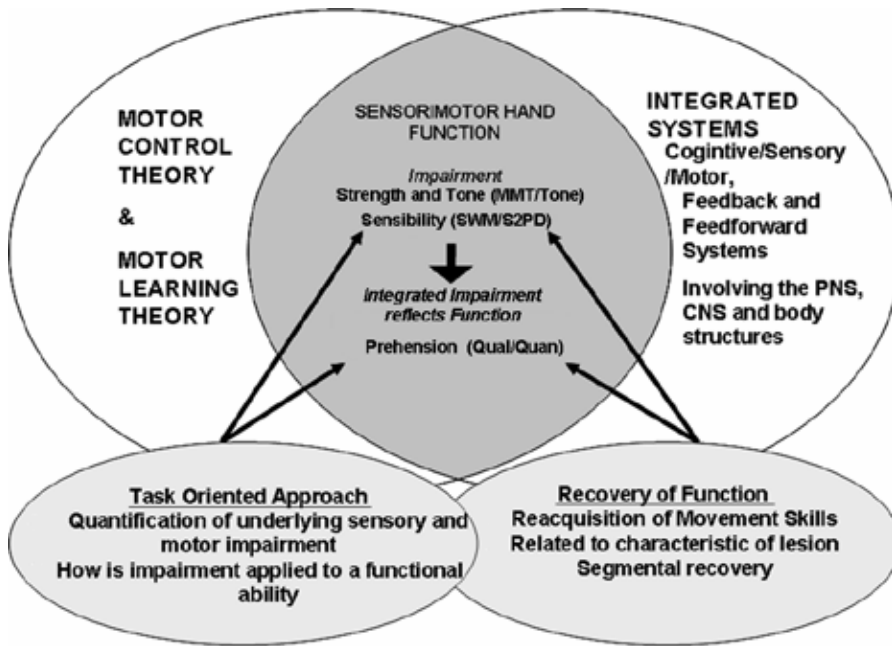 MOTOR
CONTROL
THEORY
&
MOTOR
LEARNING
THEORY
SENSORIMOTOR HAND
FUNCTION
Impairment
Strength and Tone (MMT/Tone)
Sensibility (SWM/S2PD)
Integrated Impairment
reflects Function
Prehension (Qual/Quan)
INTEGRATED
SYSTEMS
Cogintive/Sensory
/Motor,
Feedback and
Feedforward
Systems
Involving the PNS,
CNS and body
structures
Task Oriented Approach
Quantification of underlying sensory and
motor impairment
How is impairment applied to a functional
ability
Recovery of Function
Reacquisition of Movement Skills
Related to characteristic of lesion
Segmental recovery